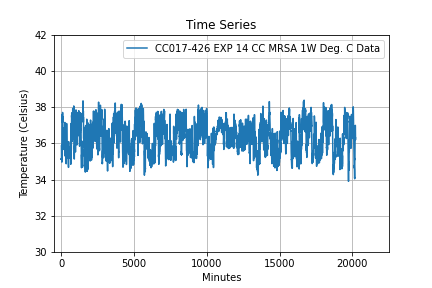 Time Series
CC017-426 EXP 14 CC MRSA 1W Deg. C Data
Temperature (Celsius)
42
40
38
36
34
32
30
0 5000 10000 15000 20000
Minutes